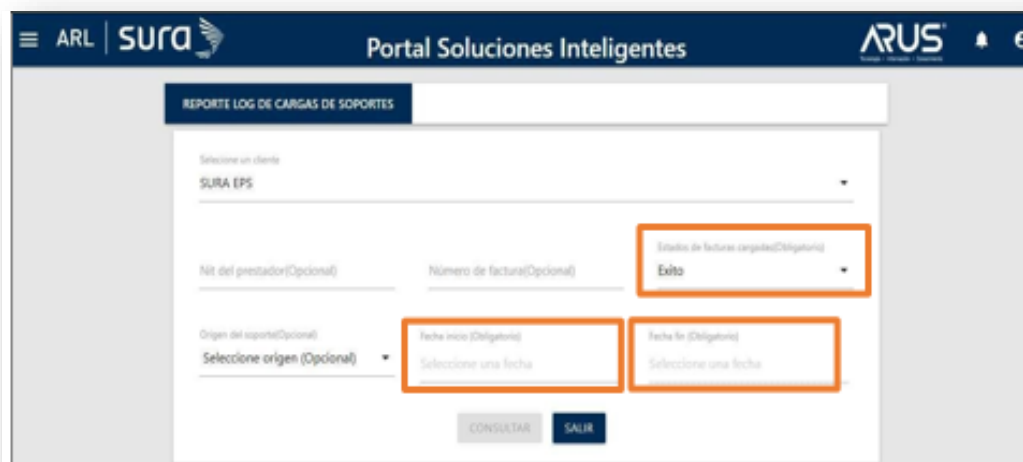 ARL | sura
Portal Soluciones Inteligentes
ARUS
REPORTE LOG DE CARGAS DE SOPORTES
Selecione un cliente
SURA EPS
Nit del prestador(Opcional)
Número de factura(Opcional)
Estados de facturas cargadas(Obligatorio)
Exito
Origen del soporte(Opcional)
Seleccione origen (Opcional)
Fecha inicio (Obligatorio)
Seleccione una fecha
Fecha fin (Obligatorio)
Seleccione una fecha
CONSULTAR
SALIR